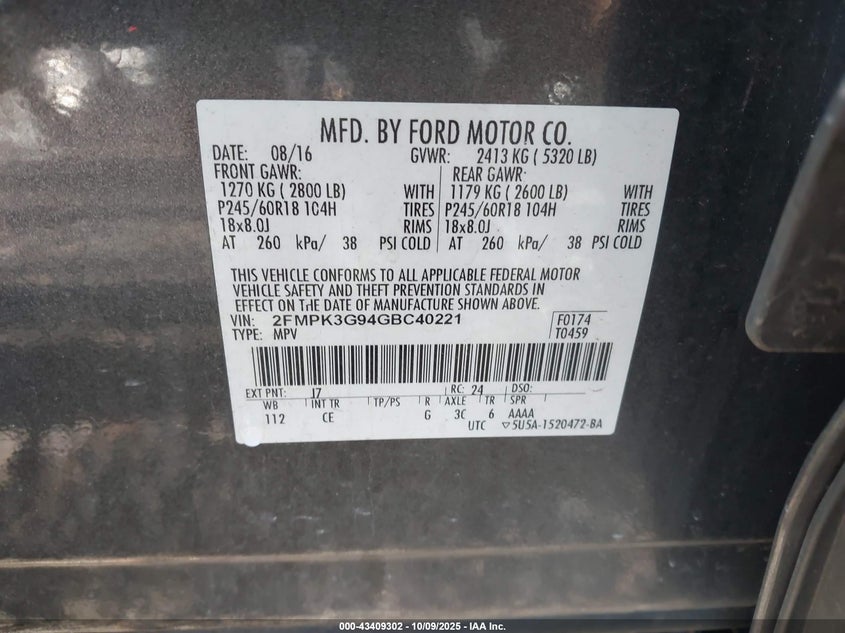 MFD. BY FORD MOTOR CO.
DATE: 08/16 GVWR: 2413 KG ( 5320 LB)
FRONT GAWR: REAR GAWR:
1270 KG ( 2800 LB) WITH 1179 KG ( 2600 LB) WITH
P245/60R18 104H TIRES P245/60R18 104H TIRES
18x8.0J RIMS 18x8.0J RIMS
AT 260 kPa/ 38 PSI COLD AT 260 kPa/ 38 PSI COLD
THIS VEHICLE CONFORMS TO ALL APPLICABLE FEDERAL MOTOR
VEHICLE SAFETY AND THEFT PREVENTION STANDARDS IN
EFFECT ON THE DATE OF MANUFACTURE SHOWN ABOVE.
VIN: 2FMPK3G94GBC40221 F0174
TYPE: MPV T0459
EXT PNT: J7 RC: 24 DSO:
WB INT TR TP/PS R AXLE TR SPR
112 CE G 3C 6 AAAA
UTC ▽5U5A-1520472-BA
000-43409302 - 10/09/2025 - IAA Inc.